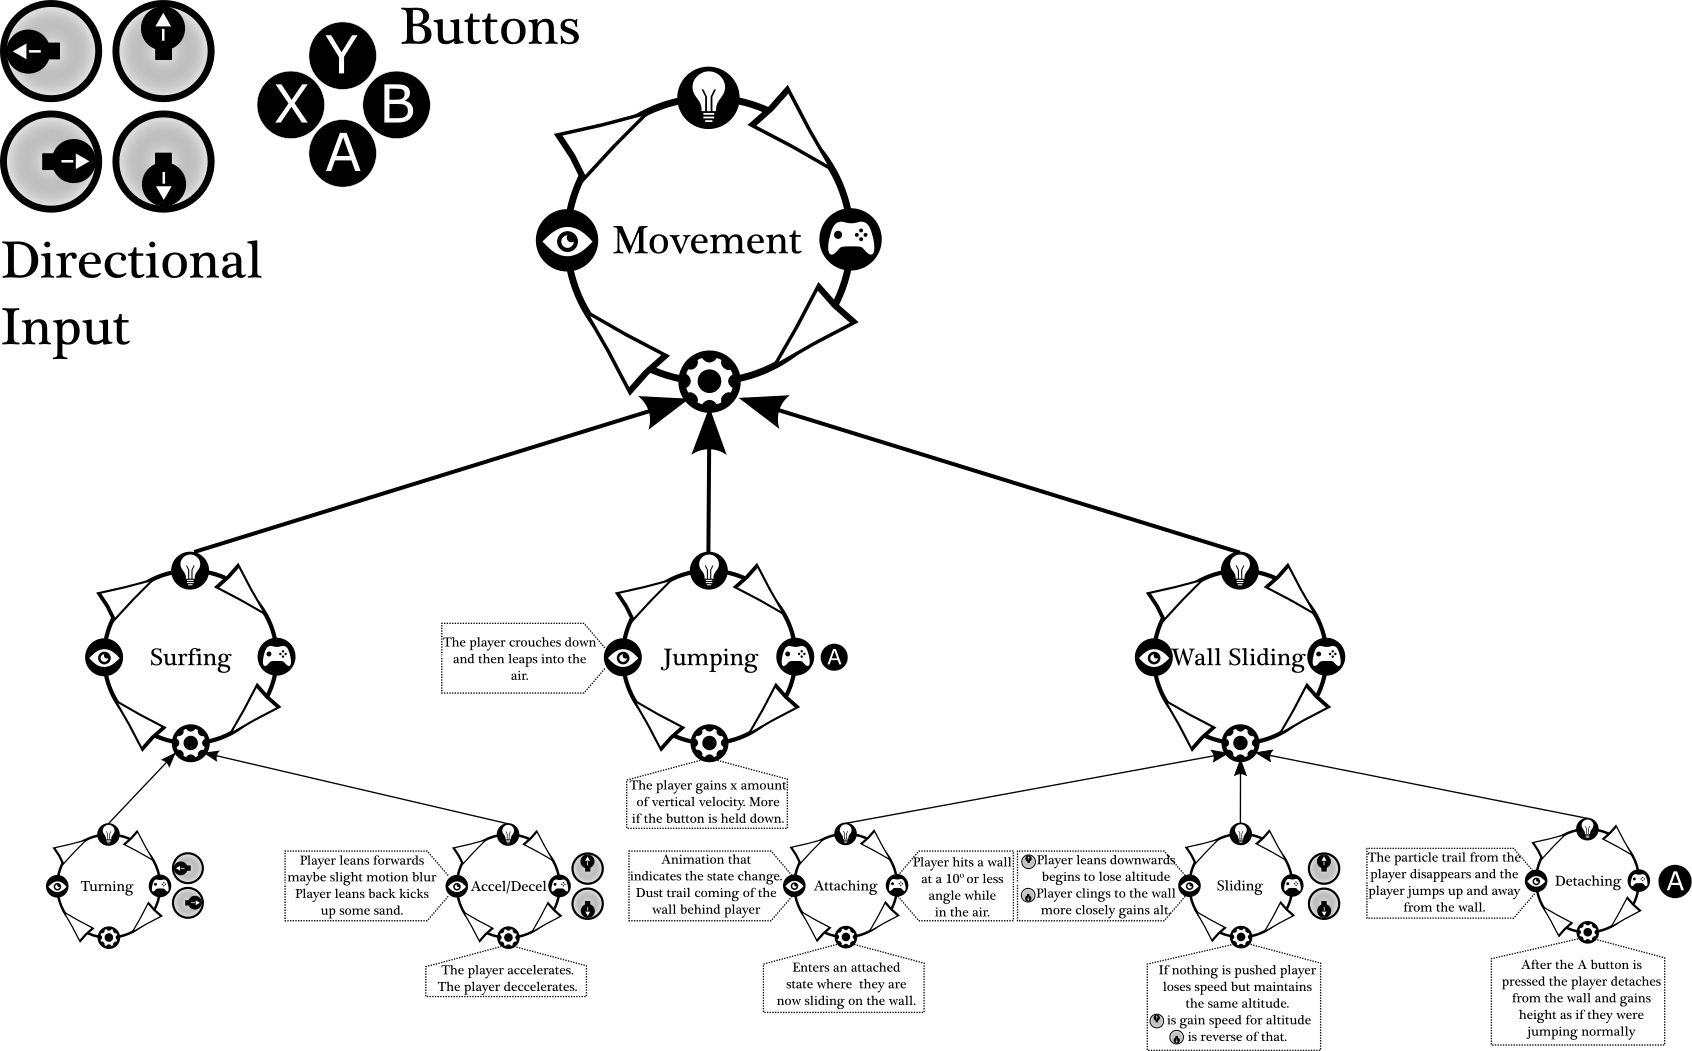 Buttons
Y
X B
A
Directional
Input
Movement
Surfing
The player crouches down
and then leaps into the
air.
Jumping
A
Wall Sliding
The player gains x amount
of vertical velocity. More
if the button is held down.
Turning
Player leans forwards
maybe slight motion blur
Player leans back kicks
up some sand.
Accel/Decel
The player accelerates.
The player deccelerates.
Animation that
indicates the state change.
Dust trail coming of the
wall behind player
Attaching
Player hits a wall
at a 10° or less
angle while
in the air.
Enters an attached
state where they are
now sliding on the wall.
Player leans downwards
begins to lose altitude
Player clings to the wall
more closely gains alt.
Sliding
If nothing is pushed player
loses speed but maintains
the same altitude.
is gain speed for altitude
is reverse of that.
The particle trail from the
player disappears and the
player jumps up and away
from the wall.
Detaching
A
After the A button is
pressed the player detaches
from the wall and gains
height as if they were
jumping normally